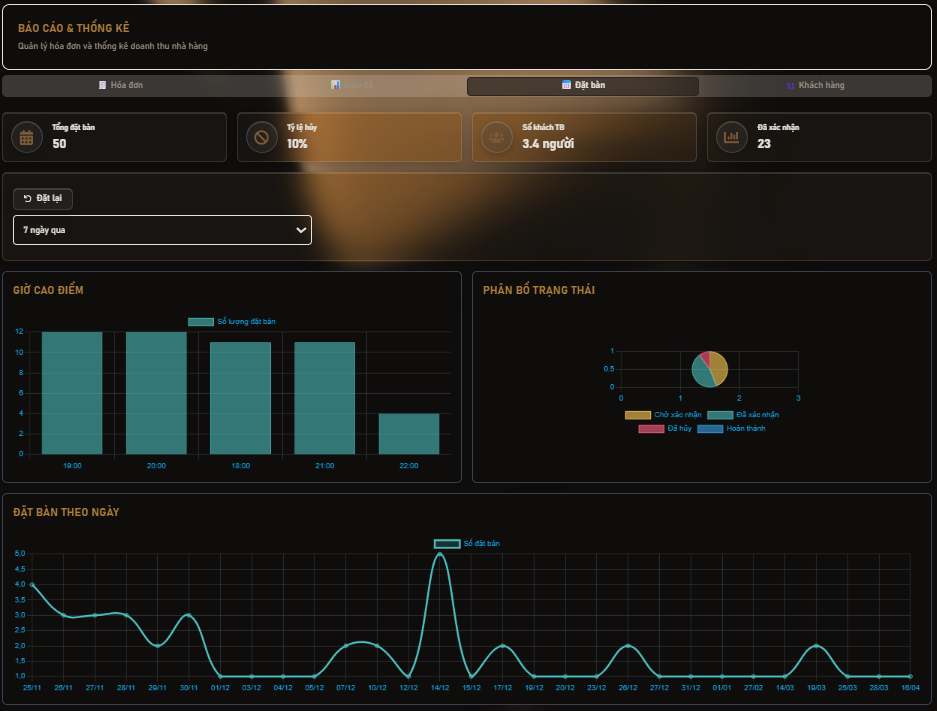 BÁO CÁO & THỐNG KÊ
Quản lý hóa đơn và thống kê doanh thu nhà hàng
Hóa đơn
Đặt bàn
Khách hàng
Tổng đặt bàn
50
Tỷ lệ hủy
10%
Số khách TB
3.4 người
Đã xác nhận
23
Đặt lại
7 ngày qua
GIỜ CAO ĐIỂM
Số lượng đặt bàn
12
10
8
6
4
2
0
19:00 20:00 18:00 21:00 22:00
PHÂN BỐ TRẠNG THÁI
1
0.5
0
0 1 2 3
Chờ xác nhận Đã xác nhận
Đã hủy Hoàn thành
ĐẶT BÀN THEO NGÀY
Số đặt bàn
5,0
4,5
4,0
3,5
3,0
2,5
2,0
1,5
1,0
25/11 26/11 27/11 28/11 29/11 30/11 01/12 03/12 04/12 05/12 07/12 10/12 12/12 14/12 15/12 17/12 19/12 20/12 23/12 26/12 27/12 31/12 01/01 27/02 14/03 19/03 25/03 28/03 16/04